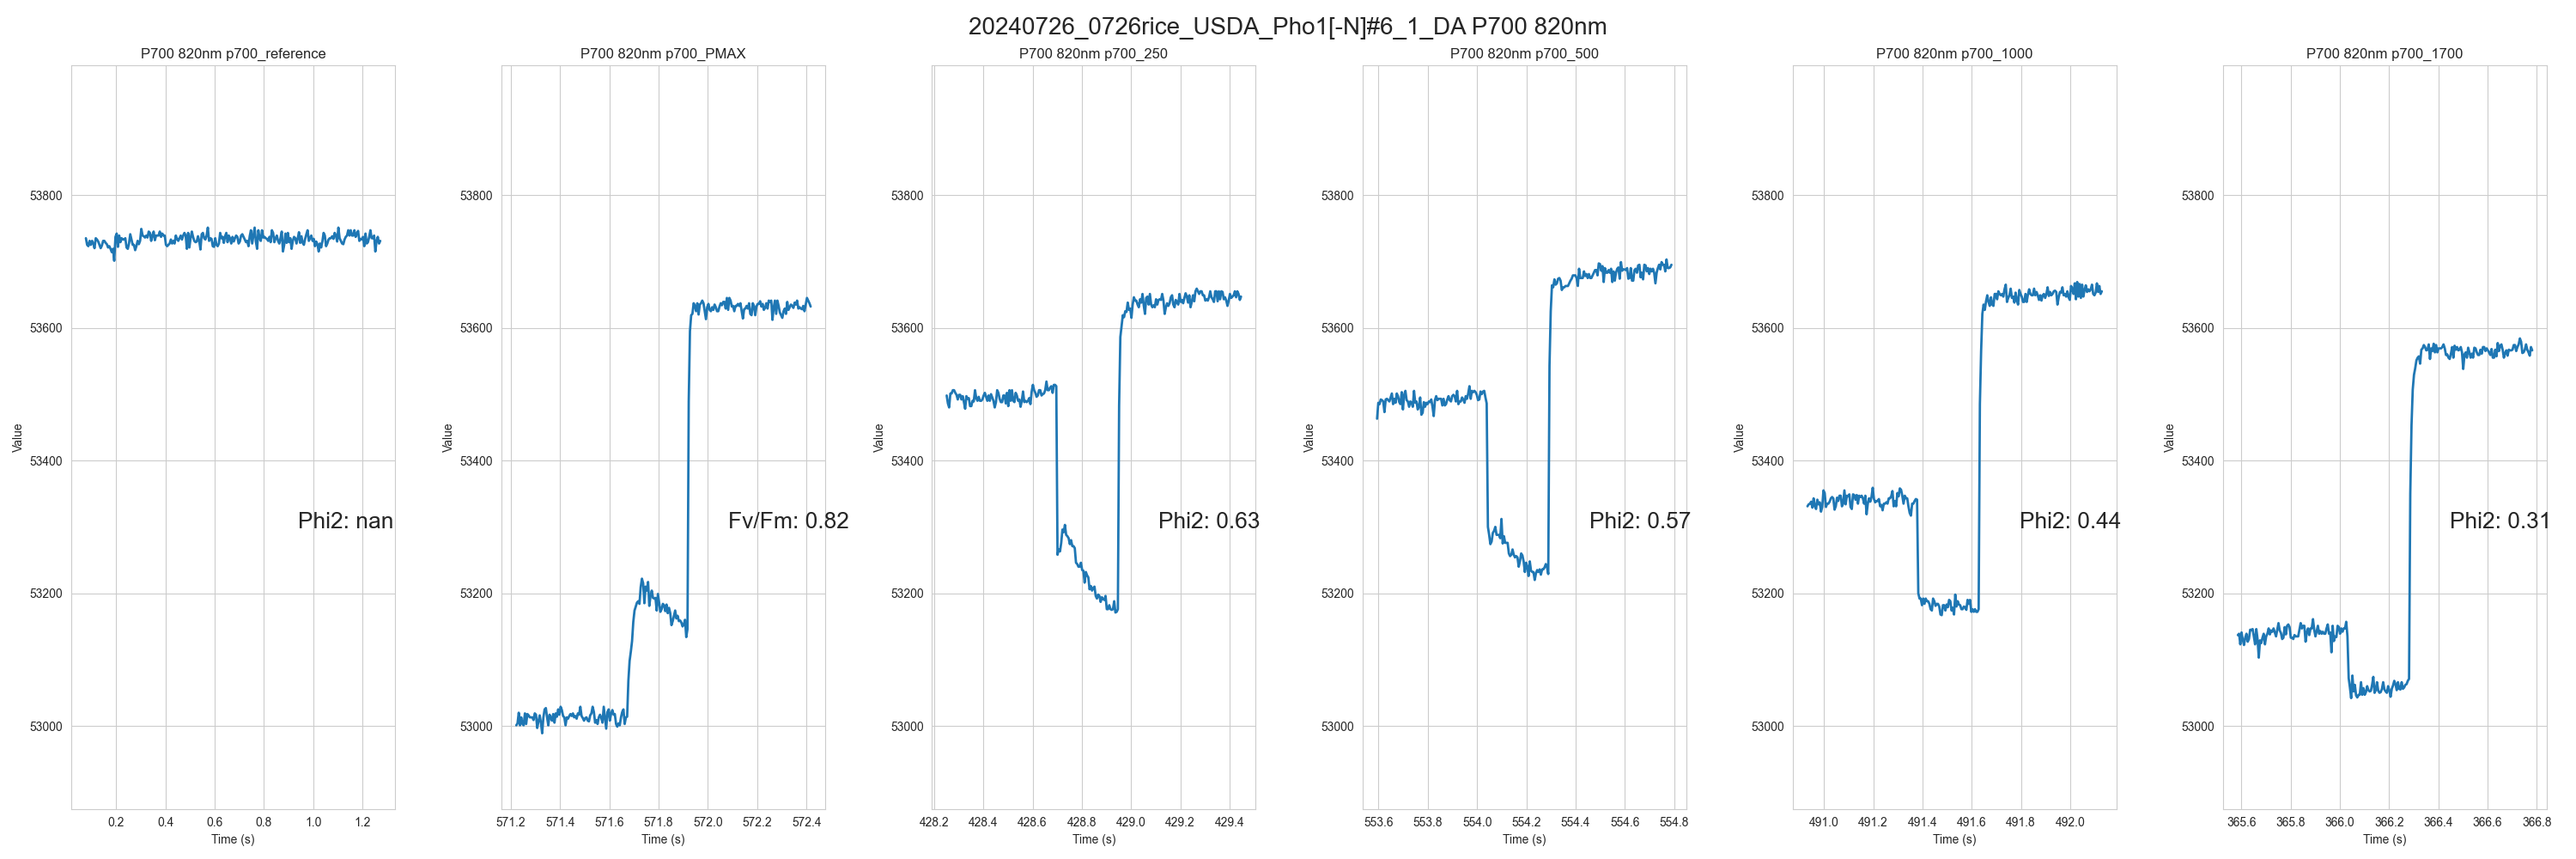 20240726_0726rice_USDA_Pho1[-N]#6_1_DA P700 820nm
P700 820nm p700_reference
Value
53800
53600
53400
53200
53000
Phi2: nan
0.2 0.4 0.6 0.8 1.0 1.2
Time (s)
P700 820nm p700_PMAX
Value
53800
53600
53400
53200
53000
Fv/Fm: 0.82
571.2 571.4 571.6 571.8 572.0 572.2 572.4
Time (s)
P700 820nm p700_250
Value
53800
53600
53400
53200
53000
Phi2: 0.63
428.2 428.4 428.6 428.8 429.0 429.2 429.4
Time (s)
P700 820nm p700_500
Value
53800
53600
53400
53200
53000
Phi2: 0.57
553.6 553.8 554.0 554.2 554.4 554.6 554.8
Time (s)
P700 820nm p700_1000
Value
53800
53600
53400
53200
53000
Phi2: 0.44
491.0 491.2 491.4 491.6 491.8 492.0
Time (s)
P700 820nm p700_1700
Value
53800
53600
53400
53200
53000
Phi2: 0.31
365.6 365.8 366.0 366.2 366.4 366.6 366.8
Time (s)